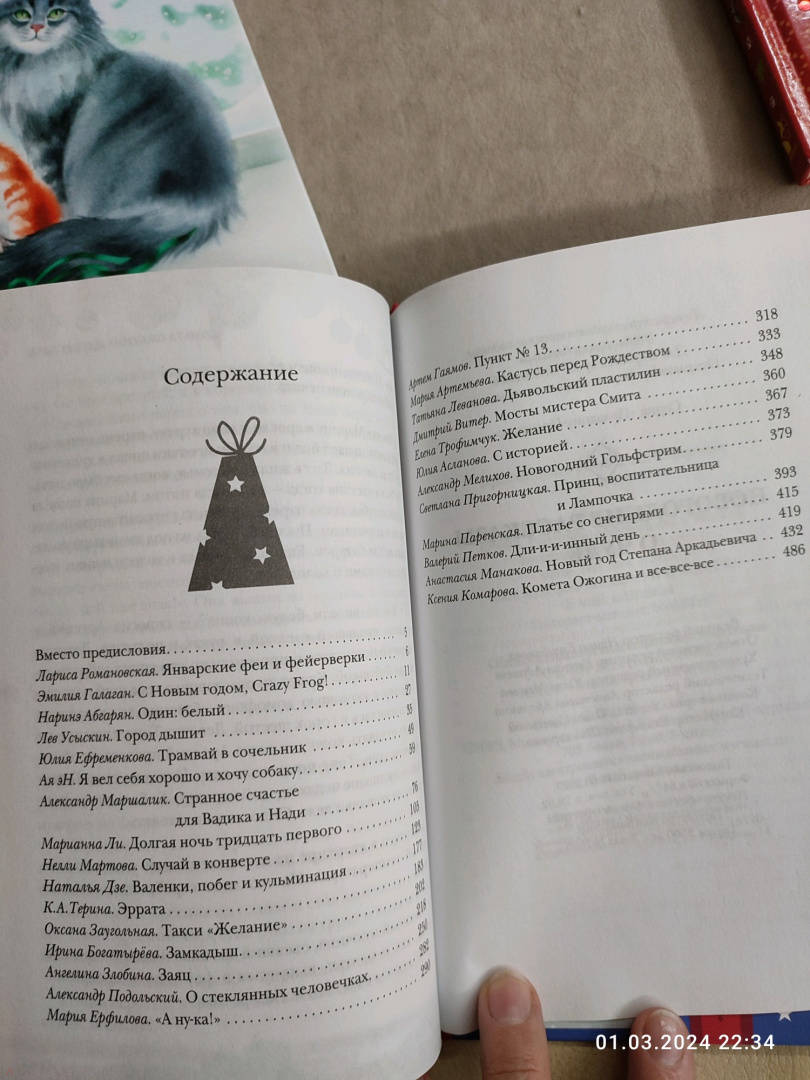 Содержание
Вместо предисловия. . . . . . . . . . . . . . . . . . . . . . . . . 5
Лариса Романовская. Январские феи и фейерверки . . . . . . 6
Эмилия Галаган. С Новым годом, Crazy Frog! . . . . . . . . . . 11
Наринэ Абгарян. Один: белый . . . . . . . . . . . . . . . . . . 27
Лев Усыскин. Город дышит . . . . . . . . . . . . . . . . . . . . 35
Юлия Ефременкова. Трамвай в сочельник . . . . . . . . . . . . 49
Ая эН. Я вел себя хорошо и хочу собаку. . . . . . . . . . . . . 59
Александр Маршалик. Странное счастье
для Вадика и Нади . . . . . . . . . . . . 76
Марианна Ли. Долгая ночь тридцать первого . . . . . . . . . 105
Нелли Мартова. Случай в конверте . . . . . . . . . . . . . . . 125
Наталья Дзе. Валенки, побег и кульминация . . . . . . . . . 177
К.А.Терина. Эррата . . . . . . . . . . . . . . . . . . . . . . . 183
Оксана Заугольная. Такси «Желание» . . . . . . . . . . . . . 202
Ирина Богатырёва. Замкадыш. . . . . . . . . . . . . . . . . . 218
Ангелина Злобина. Заяц . . . . . . . . . . . . . . . . . . . . 250
Александр Подольский. О стеклянных человечках. . . . . . . 282
Мария Ерфилова. «А ну-ка!» . . . . . . . . . . . . . . . . . . 290
Артем Гаямов. Пункт № 13. . . . . . . . . . . . . . . . . . . 318
Мария Артемьева. Кастусь перед Рождеством . . . . . . . . 333
Татьяна Леванова. Дьявольский пластилин . . . . . . . . . 348
Дмитрий Витер. Мосты мистера Смита . . . . . . . . . . . . 360
Елена Трофимчук. Желание . . . . . . . . . . . . . . . . . . 367
Юлия Асланова. С историей. . . . . . . . . . . . . . . . . . 373
Александр Мелихов. Новогодний Гольфстрим. . . . . . . . . 379
Светлана Пригорницкая. Принц, воспитательница
и Лампочка . . . . . . . . . . . . . 393
Марина Паренская. Платье со снегирями . . . . . . . . . . 415
Валерий Петков. Дли-и-и-инный день . . . . . . . . . . . . 419
Анастасия Манакова. Новый год Степана Аркадьевича . . 432
Ксения Комарова. Комета Ожогина и все-все-все . . . . . . 486
01.03.2024 22:34